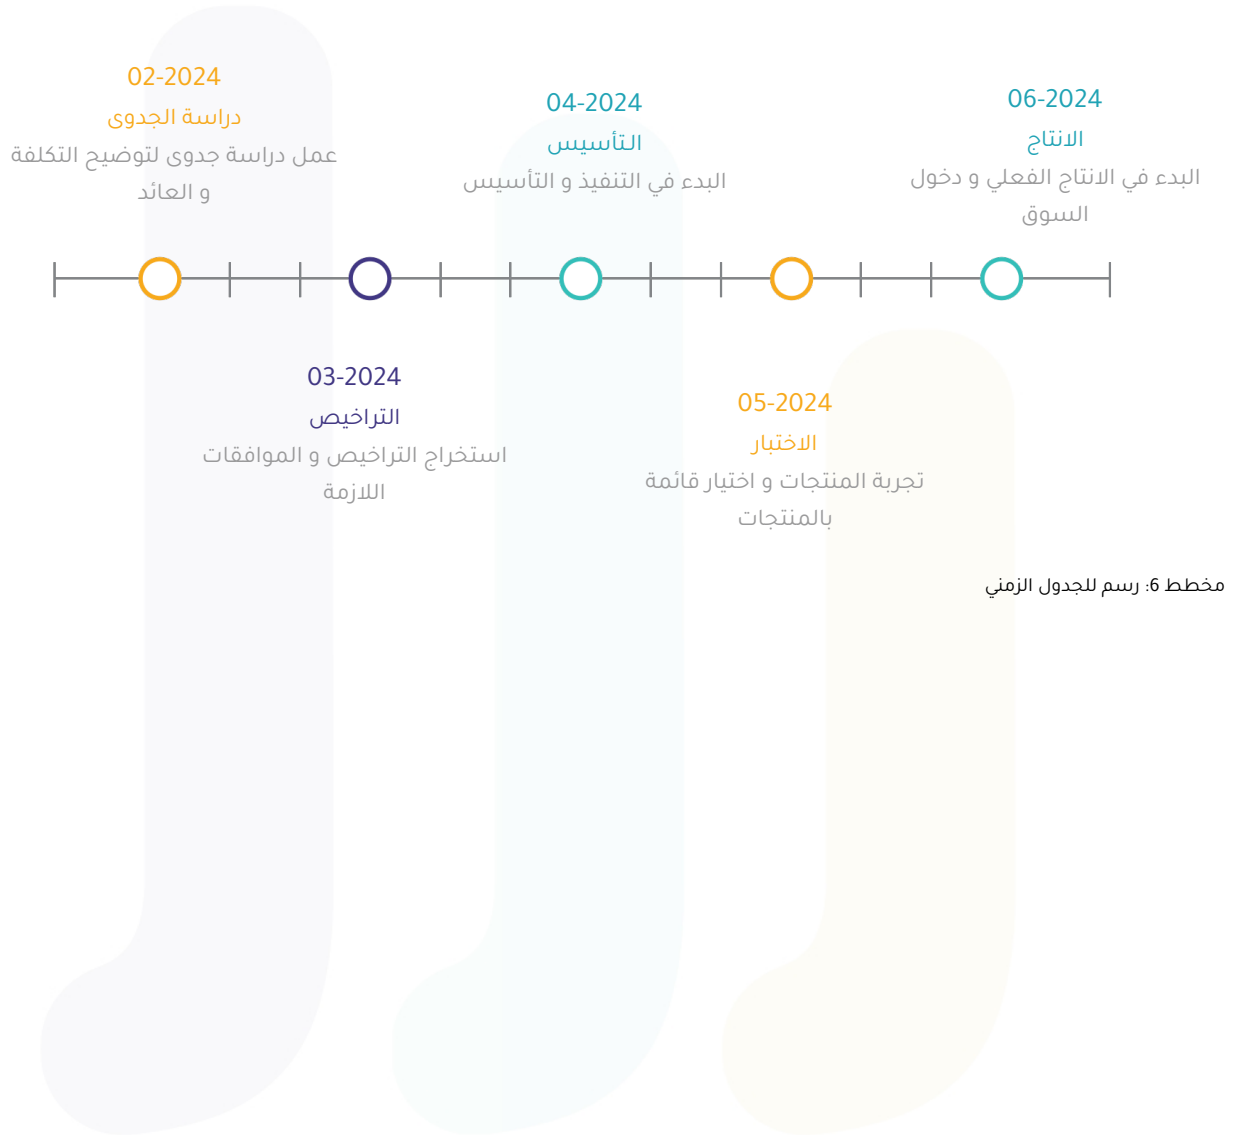 02-2024
دراسة الجدوى
عمل دراسة جدوى لتوضيح التكلفة
و العائد
04-2024
التأسيس
البدء في التنفيذ و التأسيس
06-2024
الانتاج
البدء في الانتاج الفعلي و دخول
السوق
03-2024
التراخيص
استخراج التراخيص و الموافقات
اللازمة
05-2024
الاختبار
تجربة المنتجات و اختيار قائمة
بالمنتجات
مخطط 6: رسم للجدول الزمني